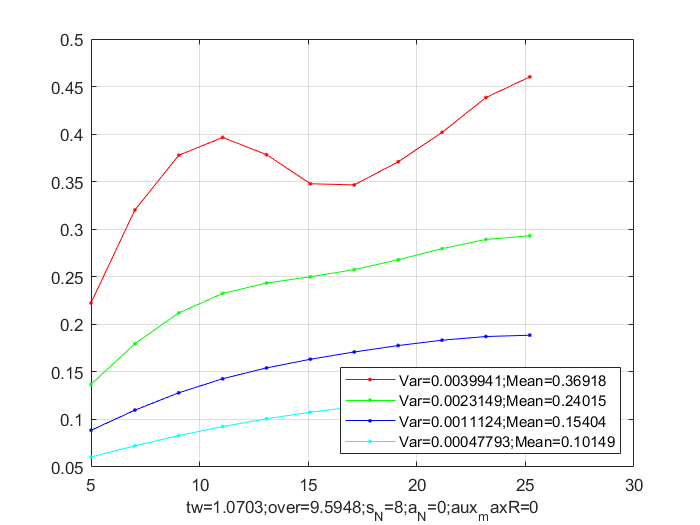 0.5
0.45
0.4
0.35
0.3
0.25
0.2
0.15
0.1
0.05
Var=0.0039941;Mean=0.36918
Var=0.0023149;Mean=0.24015
Var=0.0011124;Mean=0.15404
Var=0.00047793;Mean=0.10149
5 10 15 20 25 30
tw=1.0703;over=9.5948;s_N=8;a_N=0;aux_maxR=0